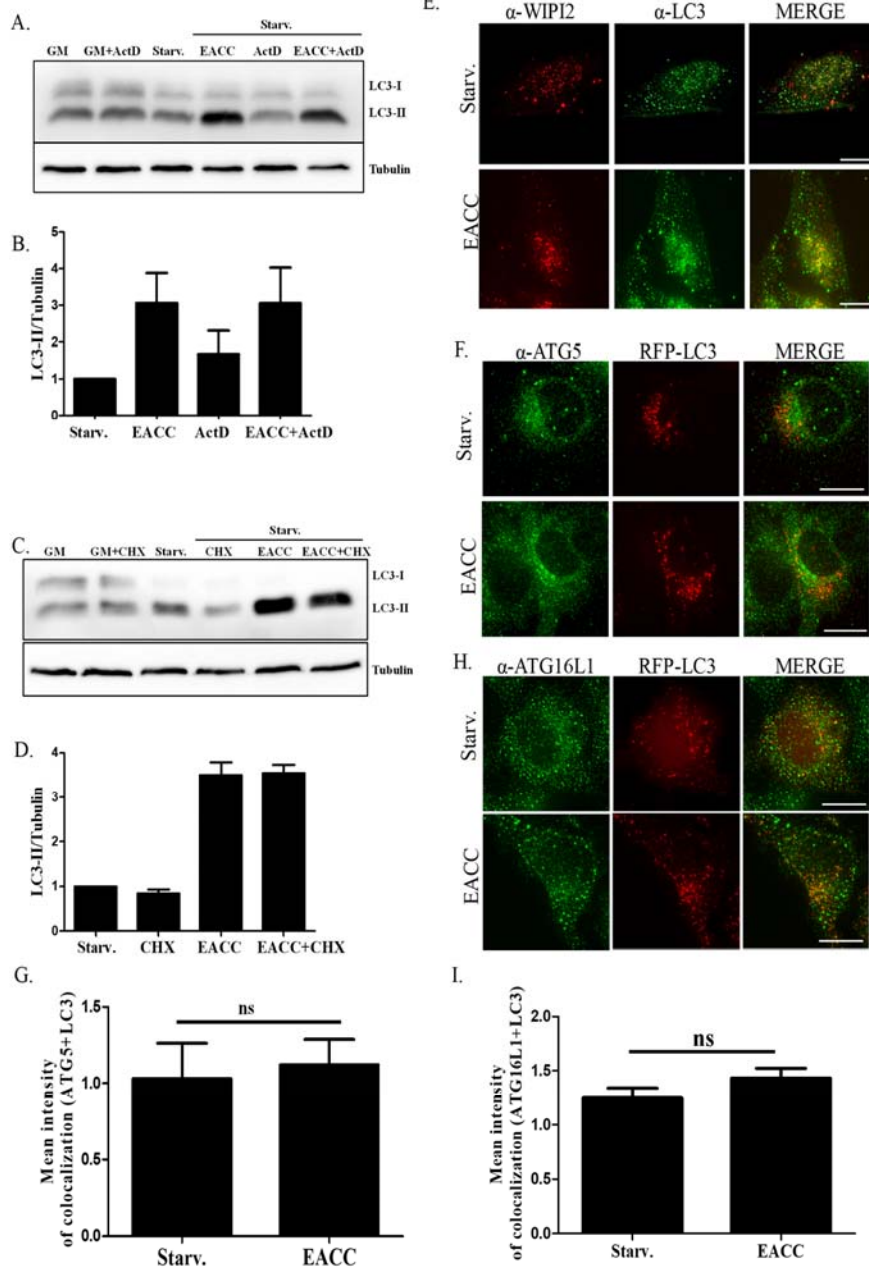 A.
Starv.
GM GM+ActD Starv. EACC ActD EACC+ActD
LC3-I
LC3-II
Tubulin
B.
LC3-II/Tubulin
5
4
3
2
1
0
Starv. EACC ActD EACC+ActD
C.
Starv.
GM GM+CHX Starv. CHX EACC EACC+CHX
LC3-I
LC3-II
Tubulin
D.
LC3-II/Tubulin
4
3
2
1
0
Starv. CHX EACC EACC+CHX
E.
α-WIPI2 α-LC3 MERGE
Starv.
EACC
F.
α-ATG5 RFP-LC3 MERGE
Starv.
EACC
H.
α-ATG16L1 RFP-LC3 MERGE
Starv.
EACC
G.
Mean intensity
of colocalization (ATG5+LC3)
1.5
1.0
0.5
0.0
ns
Starv. EACC
I.
Mean intensity
of colocalization (ATG16L1+LC3)
2.0
1.5
1.0
0.5
0.0
ns
Starv. EACC